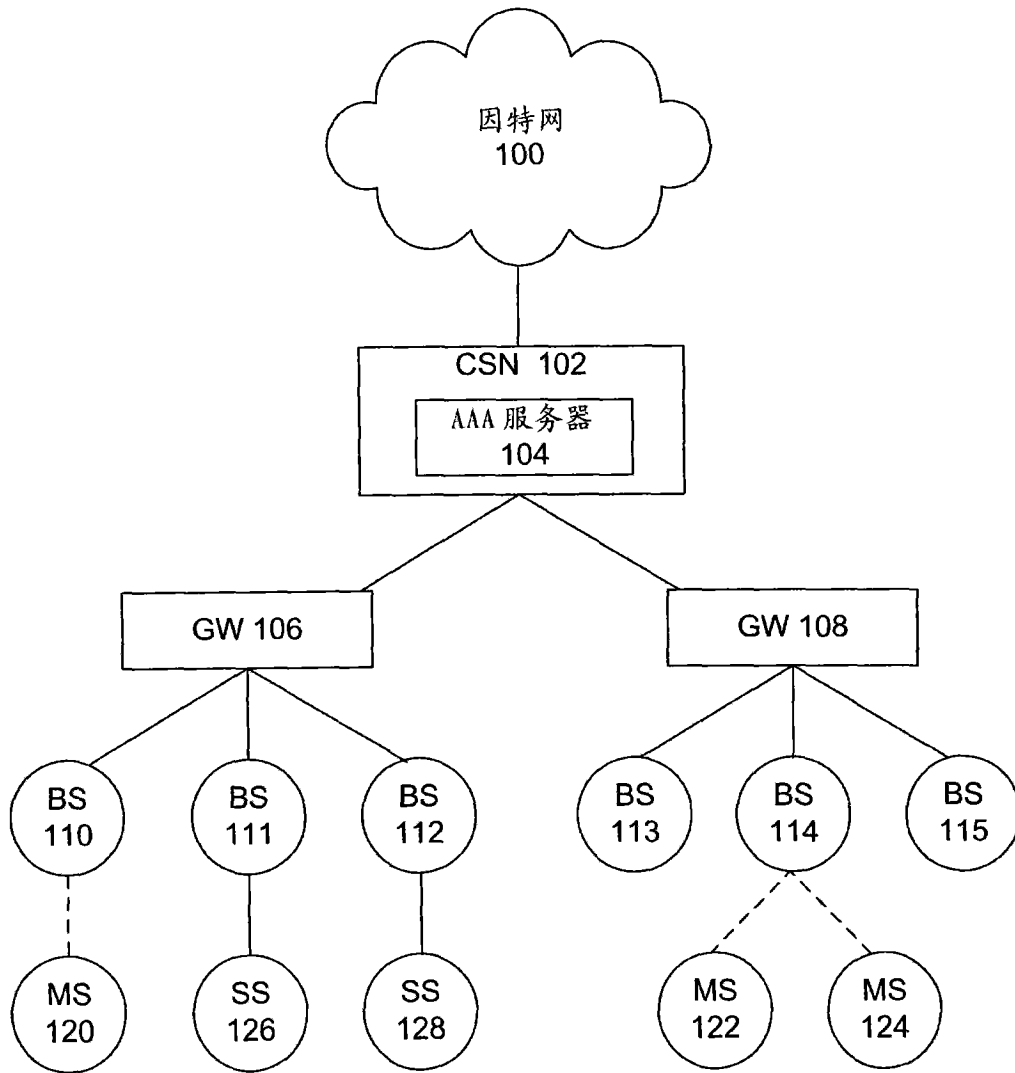 因特网
100
CSN 102
AAA 服务器
104
GW 106
GW 108
BS
110
BS
111
BS
112
BS
113
BS
114
BS
115
MS
120
SS
126
SS
128
MS
122
MS
124